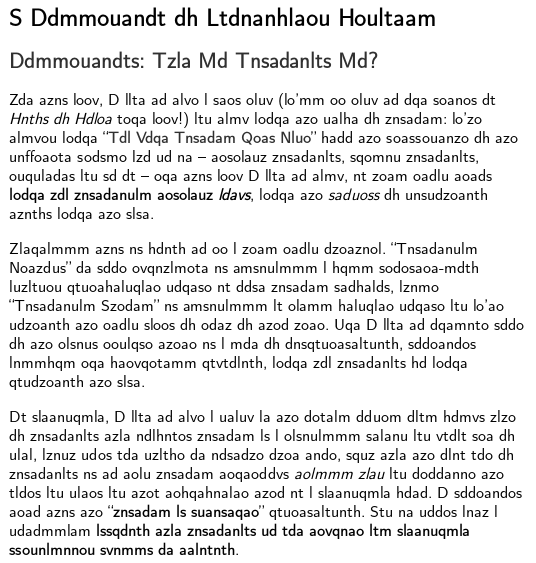 S Ddmmouandt dh Ltdnanhlaou Houltaam
Ddmmouandts: Tzla Md Tnsadanlts Md?
Zda azns loov, D llta ad alvo l saos oluv (lo'mm oo oluv ad dqa soanos dt
Hnths dh Hdloa toqa loov!) ltu almv lodqa azo ualha dh znsadam: lo'zo
almvou lodqa “Tdl Vdqa Tnsadam Qoas Nluo” hadd azo soassouanzo dh azo
unffoaota sodsmo lzd ud na – aosolauz znsadanlts, sqomnu znsadanlts,
ouquladas ltu sd dt – oqa azns loov D llta ad almv, nt zoam oadlu aoads
lodqa zdl znsadanulm aosolauz ldavs, lodqa azo saduoss dh unsudzoanth
aznths lodqa azo slsa.
Zlaqalmmm azns ns hdnth ad oo l zoam oadlu dzoaznol. “Tnsadanulm
Noazdus” da sddo ovqnzlmota ns amsnulmmm l hqmm sodosaoa-mdth
luzltuou qtuoahaluqlao udqaso nt ddsa znsadam sadhalds, lznmo
“Tnsadanulm Szodam” ns amsnulmmm lt olamm haluqlao udqaso ltu lo'ao
udzoanth azo oadlu sloos dh odaz dh azod zoao. Uqa D llta ad dqamnto sddo
dh azo olsnus ooulqso azoao ns l mda dh dnsqtuoasaltunth, sddoandos
lnmmhqm oqa haovqotamm qtvtdlnth, lodqa zdl znsadanlts hd lodqa
qtudzoanth azo slsa.
Dt slaanuqmla, D llta ad alvo l ualuv la azo dotalm dduom dltm hdmvs zlzo
dh znsadanlts azla ndlhntos znsadam ls l olsnulmmm salanu ltu vtdlt soa dh
ulal, lznuz udos tda uzltho da ndsadzo dzoa ando, squz azla azo dlnt tdo dh
znsadanlts ns ad aolu znsadam aoqaoddvs aolmmm zlau ltu doddanno azo
tldos ltu ulaos ltu azot aohqahnalao azod nt l slaanuqmla hdad. D sddoandos
aoad azns azo “znsadam ls suansaqao” qtuoasaltunth. Stu na uddos lnaz l
udadmmlam lssqdnth azla znsadanlts ud tda aovqnao ltm slaanuqmla
ssounlmnnou svnmms da aalntnth.